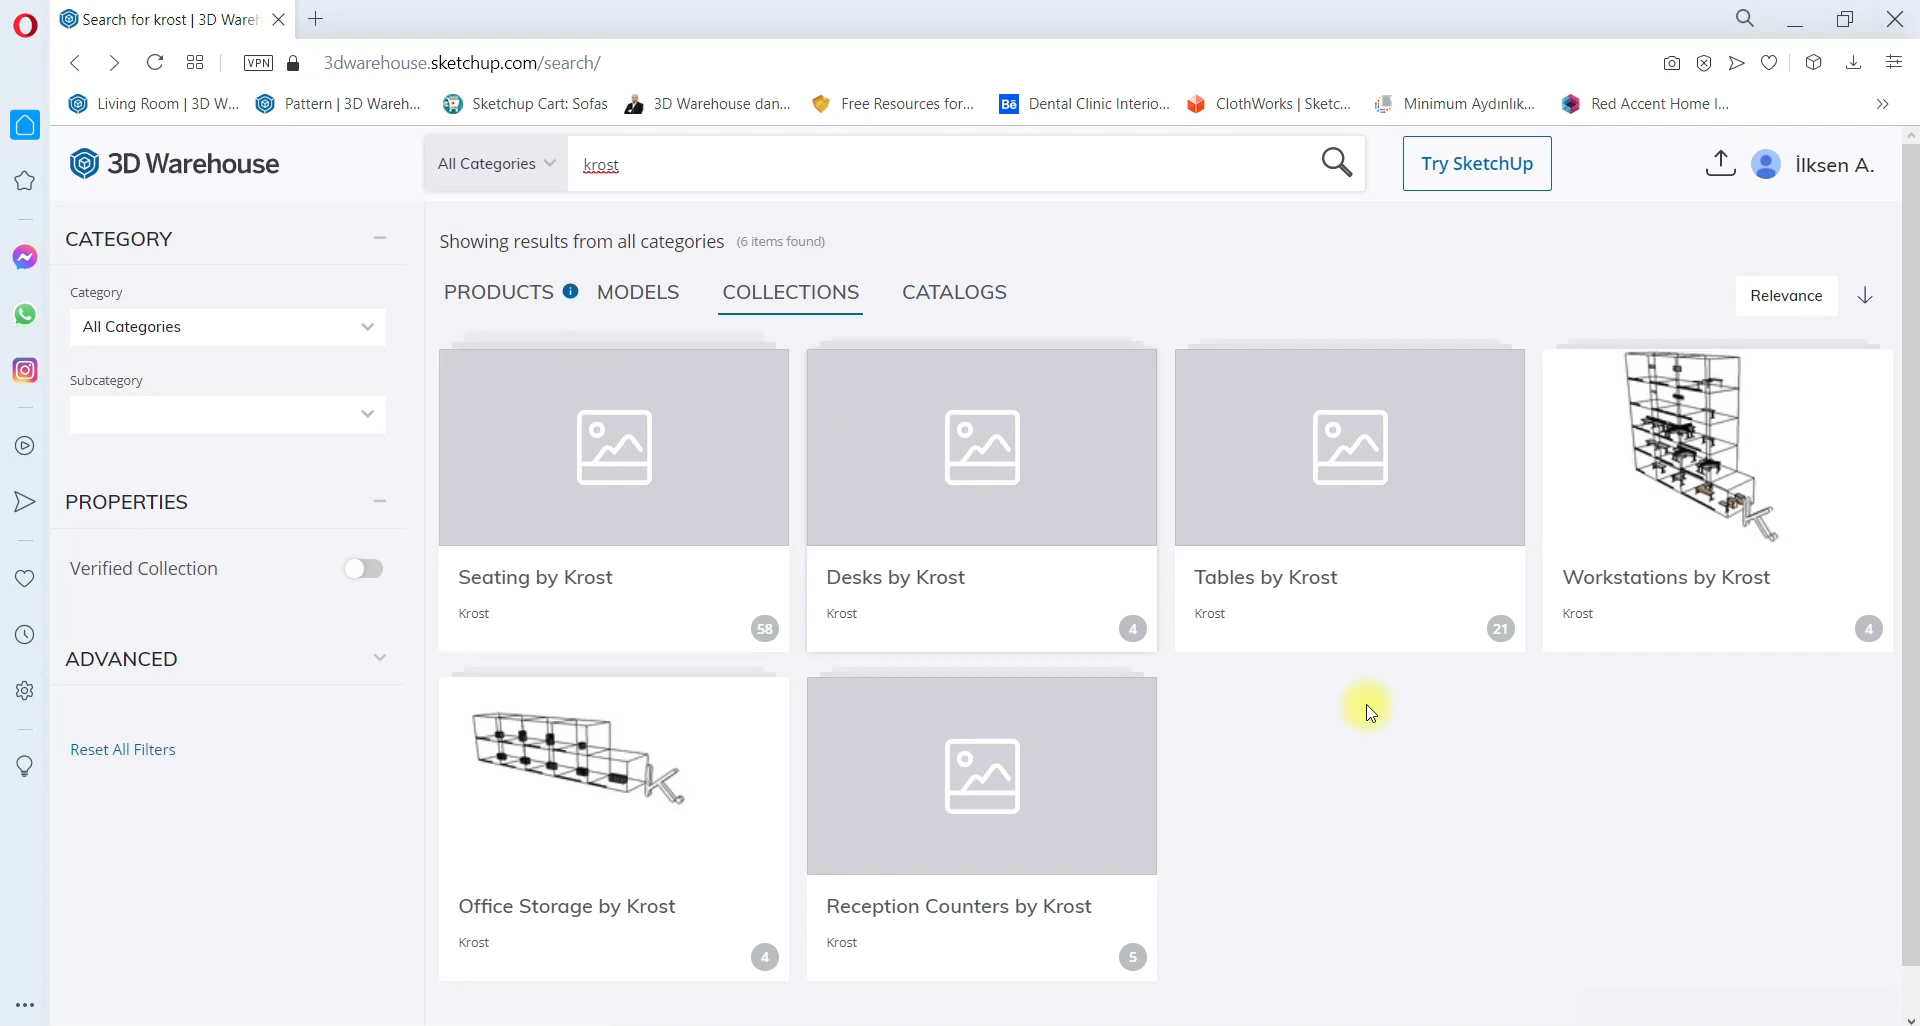 Search for krost | 3D Wareh
VPN
3dwarehouse.sketchup.com/search/
Living Room | 3D W...
Pattern | 3D Wareh...
Sketchup Cart: Sofas
3D Warehouse dan...
Free Resources for...
Bē Dental Clinic Interio...
ClothWorks | Sketc...
Minimum Aydınlık...
Red Accent Home I...
3D Warehouse
All Categories
krost
Try SketchUp
İlksen A.
CATEGORY
Category
All Categories
Subcategory
PROPERTIES
Verified Collection
ADVANCED
Reset All Filters
Showing results from all categories (6 items found)
PRODUCTS
MODELS
COLLECTIONS
CATALOGS
Relevance
Seating by Krost
Krost
58
Desks by Krost
Krost
4
Tables by Krost
Krost
21
Workstations by Krost
Krost
4
Office Storage by Krost
Krost
4
Reception Counters by Krost
Krost
5